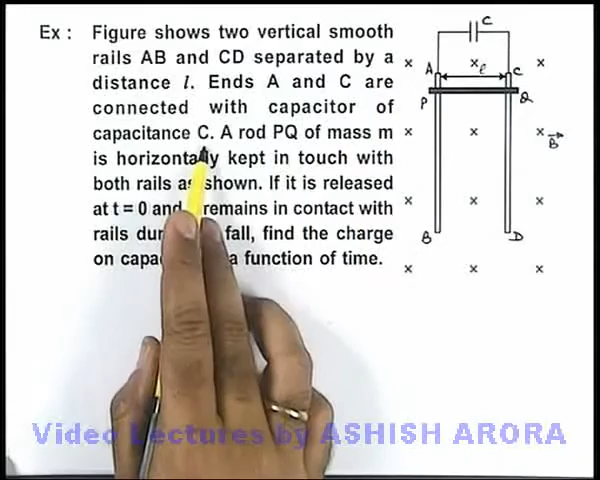 Ex : Figure shows two vertical smooth
rails AB and CD separated by a
distance l. Ends A and C are
connected with capacitor of
capacitance C. A rod PQ of mass m
is horizontally kept in touch with
both rails as shown. If it is released
at t = 0 and remains in contact with
rails fall, find the charge
on a function of time.
C
A l C
P Q
B
B D
Video Lectures by ASHISH ARORA